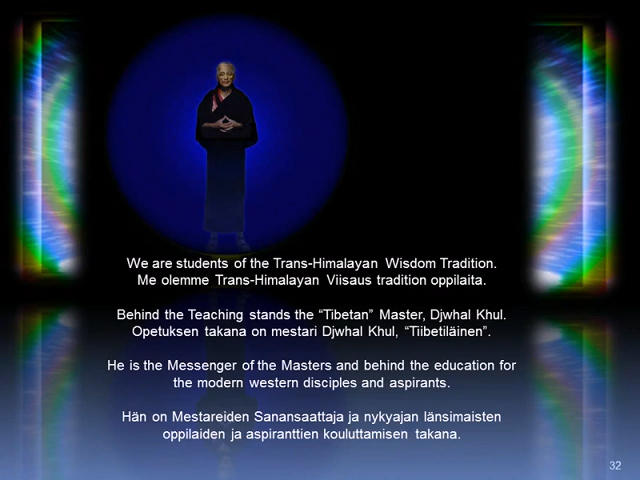 We are students of the Trans-Himalayan Wisdom Tradition.
Me olemme Trans-Himalayan Viisaus tradition oppilaita.
Behind the Teaching stands the “Tibetan” Master, Djwhal Khul.
Opetuksen takana on mestari Djwhal Khul, “Tiibetiläinen”.
He is the Messenger of the Masters and behind the education for
the modern western disciples and aspirants.
Hän on Mestareiden Sanansaattaja ja nykyajan länsimaisten
oppilaiden ja aspiranttien kouluttamisen takana.
32